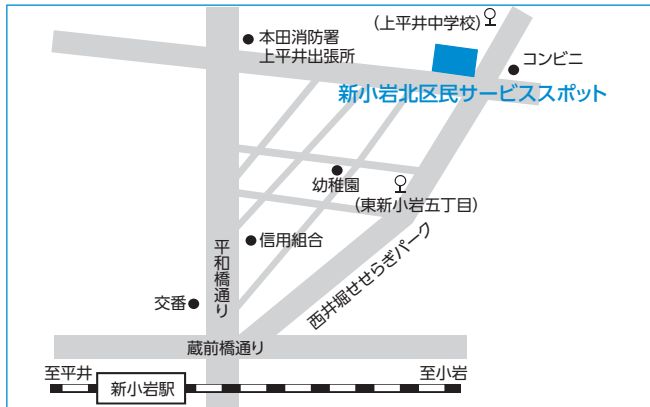 (上平井中学校)
本田消防署
上平井出張所
コンビニ
新小岩北区民サービススポット
幼稚園
(東新小岩五丁目)
信用組合
平和橋通り
西井堀せせらぎパーク
交番
蔵前橋通り
至平井
至小岩
新小岩駅